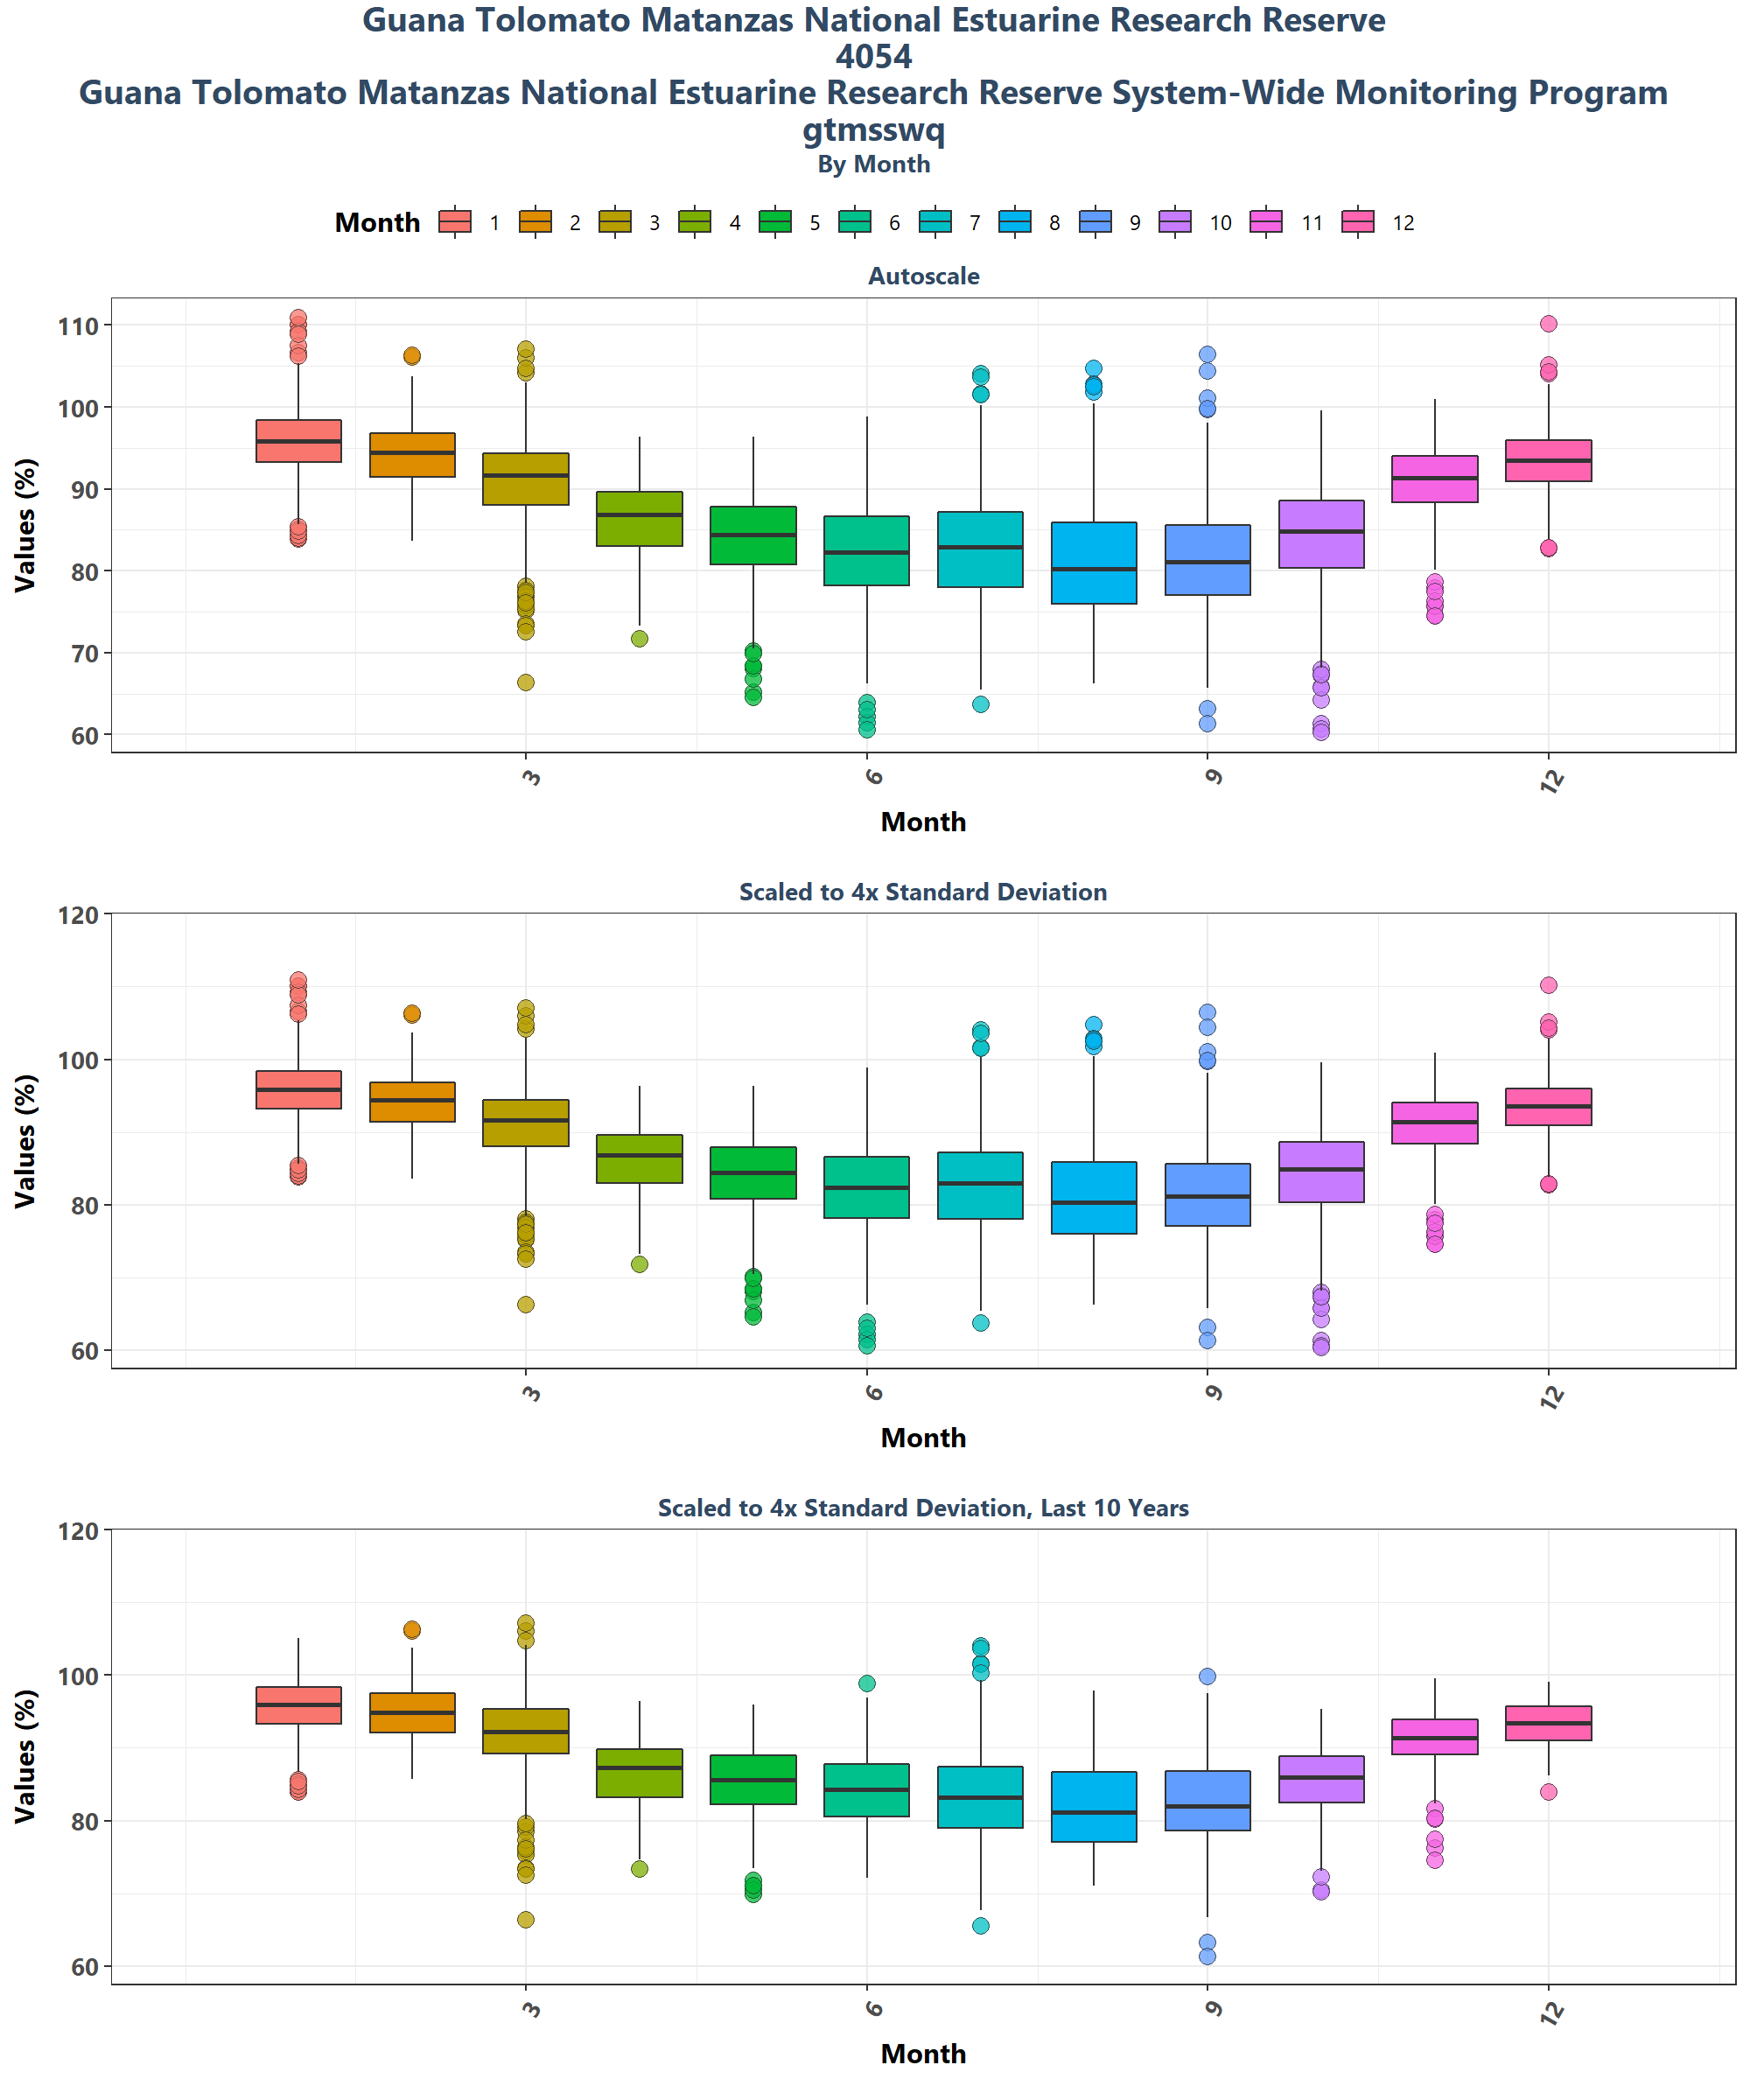 Guana Tolomato Matanzas National Estuarine Research Reserve
4054
Guana Tolomato Matanzas National Estuarine Research Reserve System-Wide Monitoring Program
gtmsswq
By Month
Month 1 2 3 4 5 6 7 8 9 10 11 12
Autoscale
Values (%)
110
100
90
80
70
60
3 6 9 12
Month
Scaled to 4x Standard Deviation
Values (%)
120
100
80
60
3 6 9 12
Month
Scaled to 4x Standard Deviation, Last 10 Years
Values (%)
120
100
80
60
3 6 9 12
Month